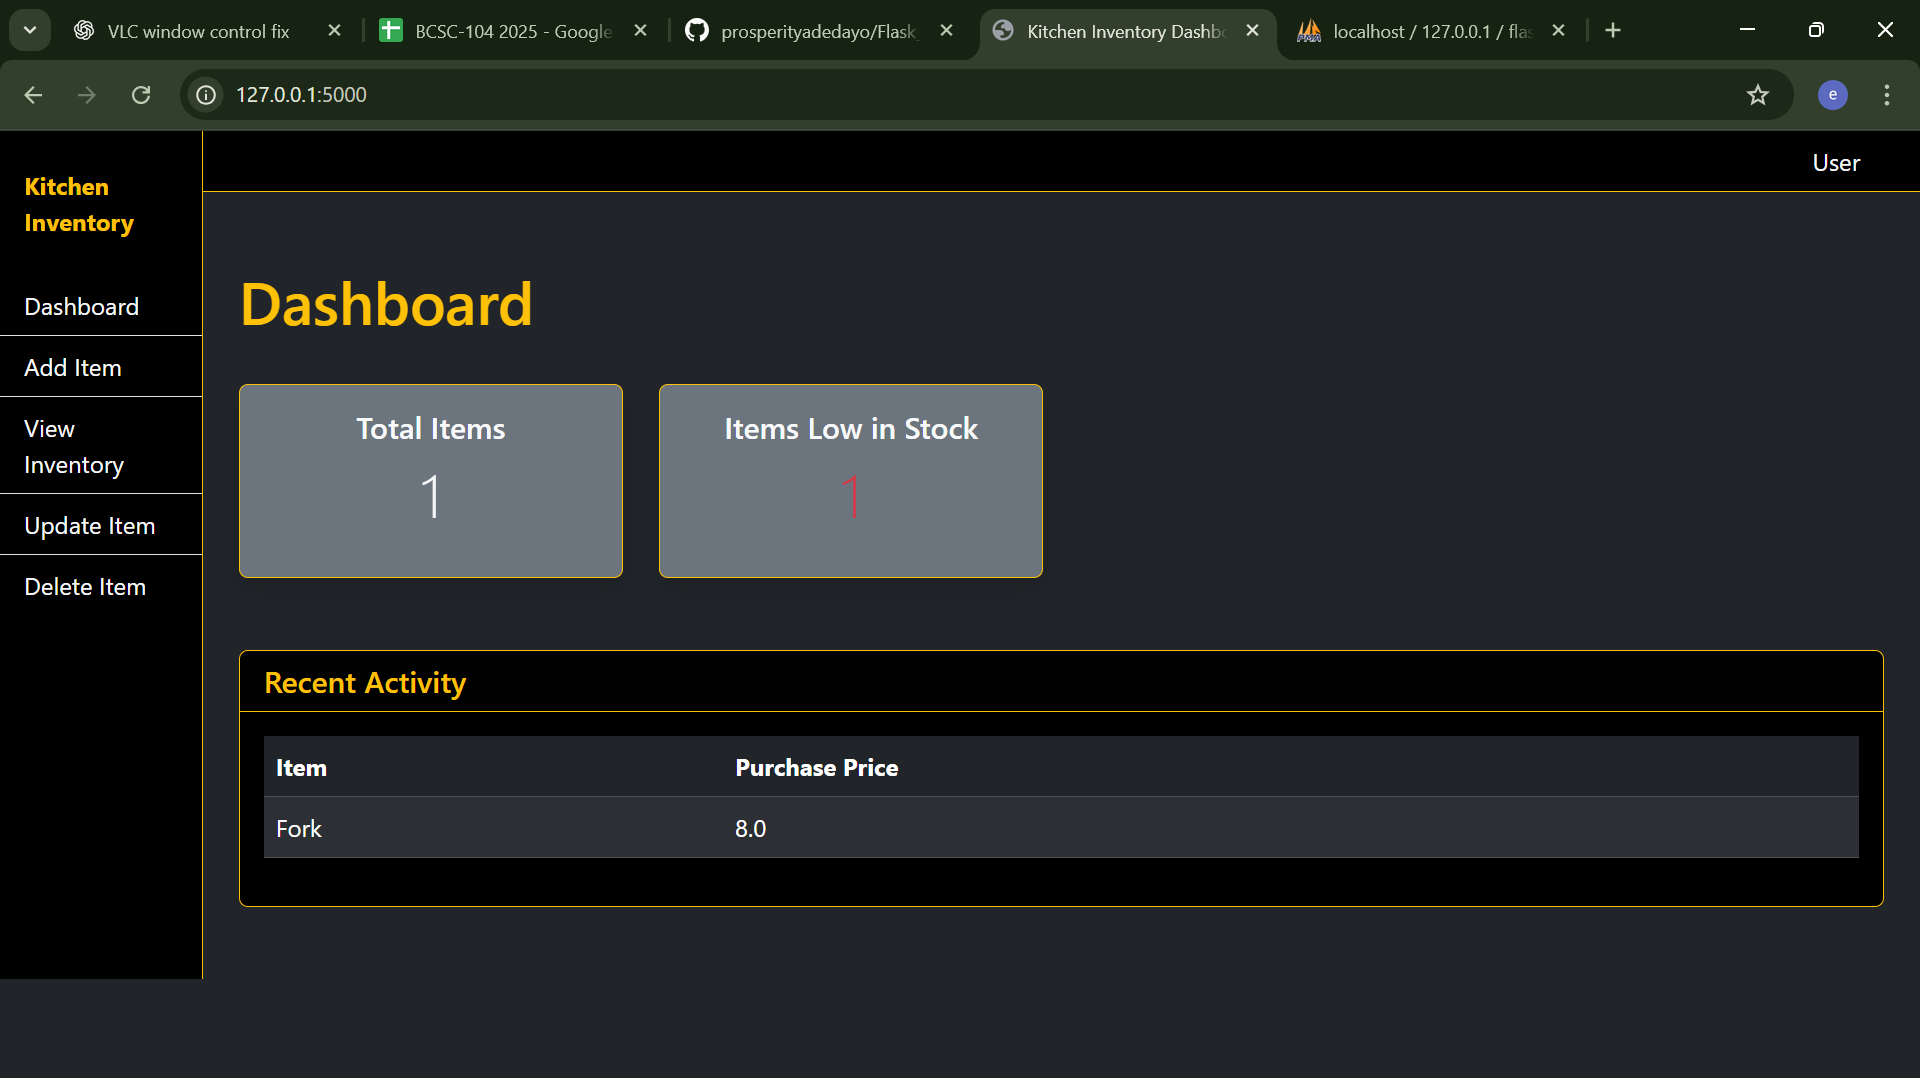 VLC window control fix
BCSC-104 2025 - Google
prosperityadedayo/Flask_
Kitchen Inventory Dashb
localhost / 127.0.0.1 / flas
127.0.0.1:5000
e
Kitchen
Inventory
User
Dashboard
Add Item
View
Inventory
Update Item
Delete Item
Dashboard
Total Items
1
Items Low in Stock
1
Recent Activity
Item Purchase Price
Fork 8.0